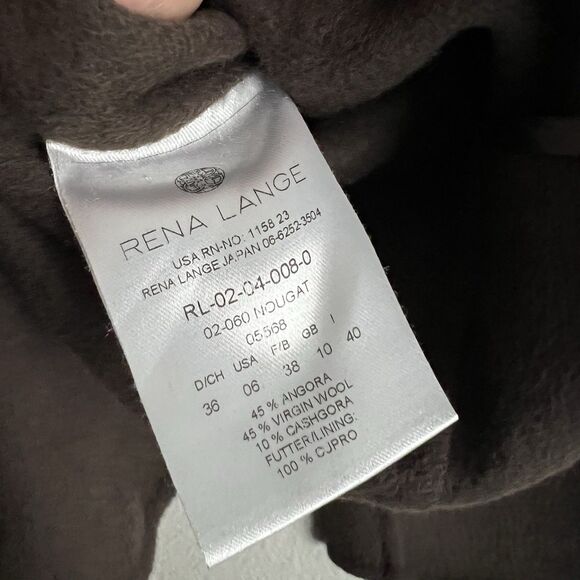 RENA LANGE
USA RN-NO: 1158 23
RENA LANGE JAPAN 06-6252-3504
RL-02-04-008-0
02-060 NOUGAT
05568
D/CH USA F/B GB I
36 06 38 10 40
45 % ANGORA
45 % VIRGIN WOOL
10 % CASHGORA
FUTTER/LINING:
100 % CJPRO